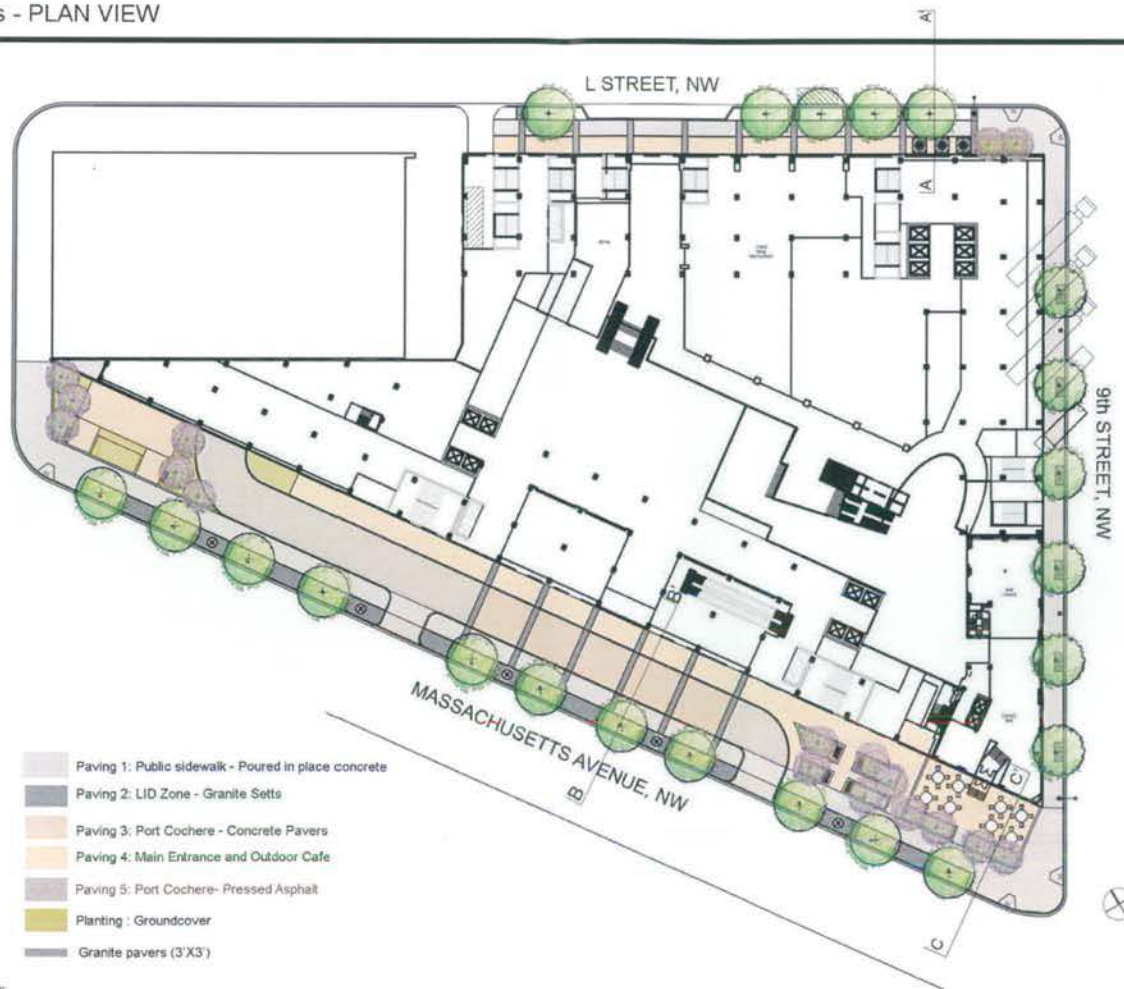 s - PLAN VIEW
A'
L STREET, NW
A
9th STREET, NW
B'
MASSACHUSETTS AVENUE, NW
B
C'
C
Paving 1: Public sidewalk - Poured in place concrete
Paving 2: LID Zone - Granite Setts
Paving 3: Port Cochere - Concrete Pavers
Paving 4: Main Entrance and Outdoor Cafe
Paving 5: Port Cochere- Pressed Asphalt
Planting : Groundcover
Granite pavers (3'X3')